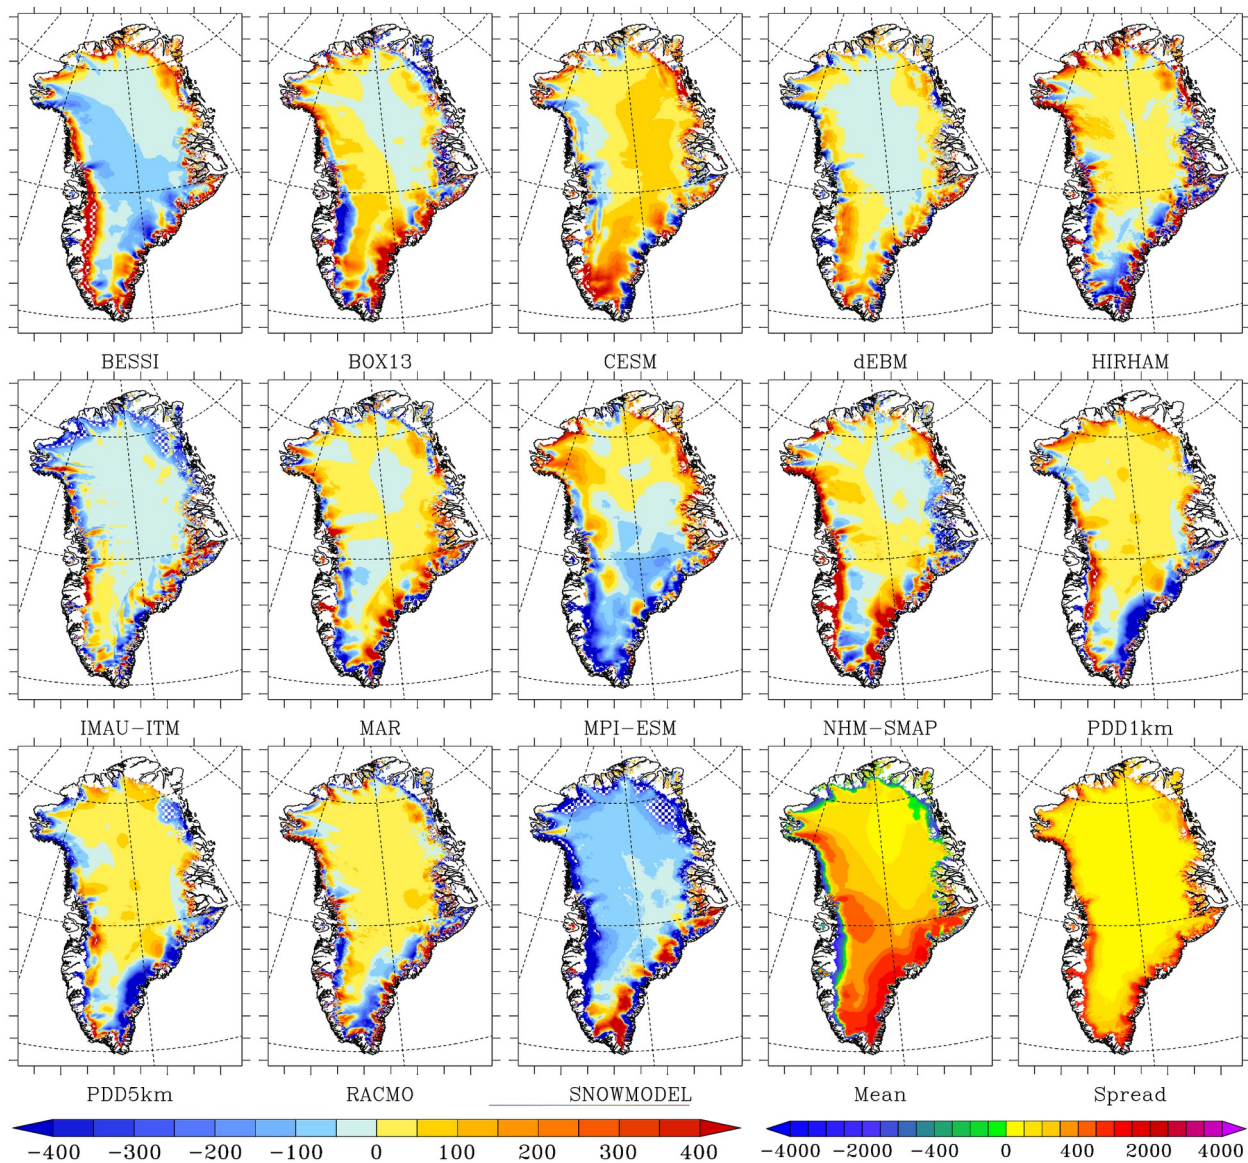 BESSI BOX13 CESM dEBM HIRHAM
IMAU-ITM MAR MPI-ESM NHM-SMAP PDD1km
PDD5km RACMO SNOWMODEL Mean Spread
-400 -300 -200 -100 0 100 200 300 400 -4000 -2000 -400 0 400 2000 4000